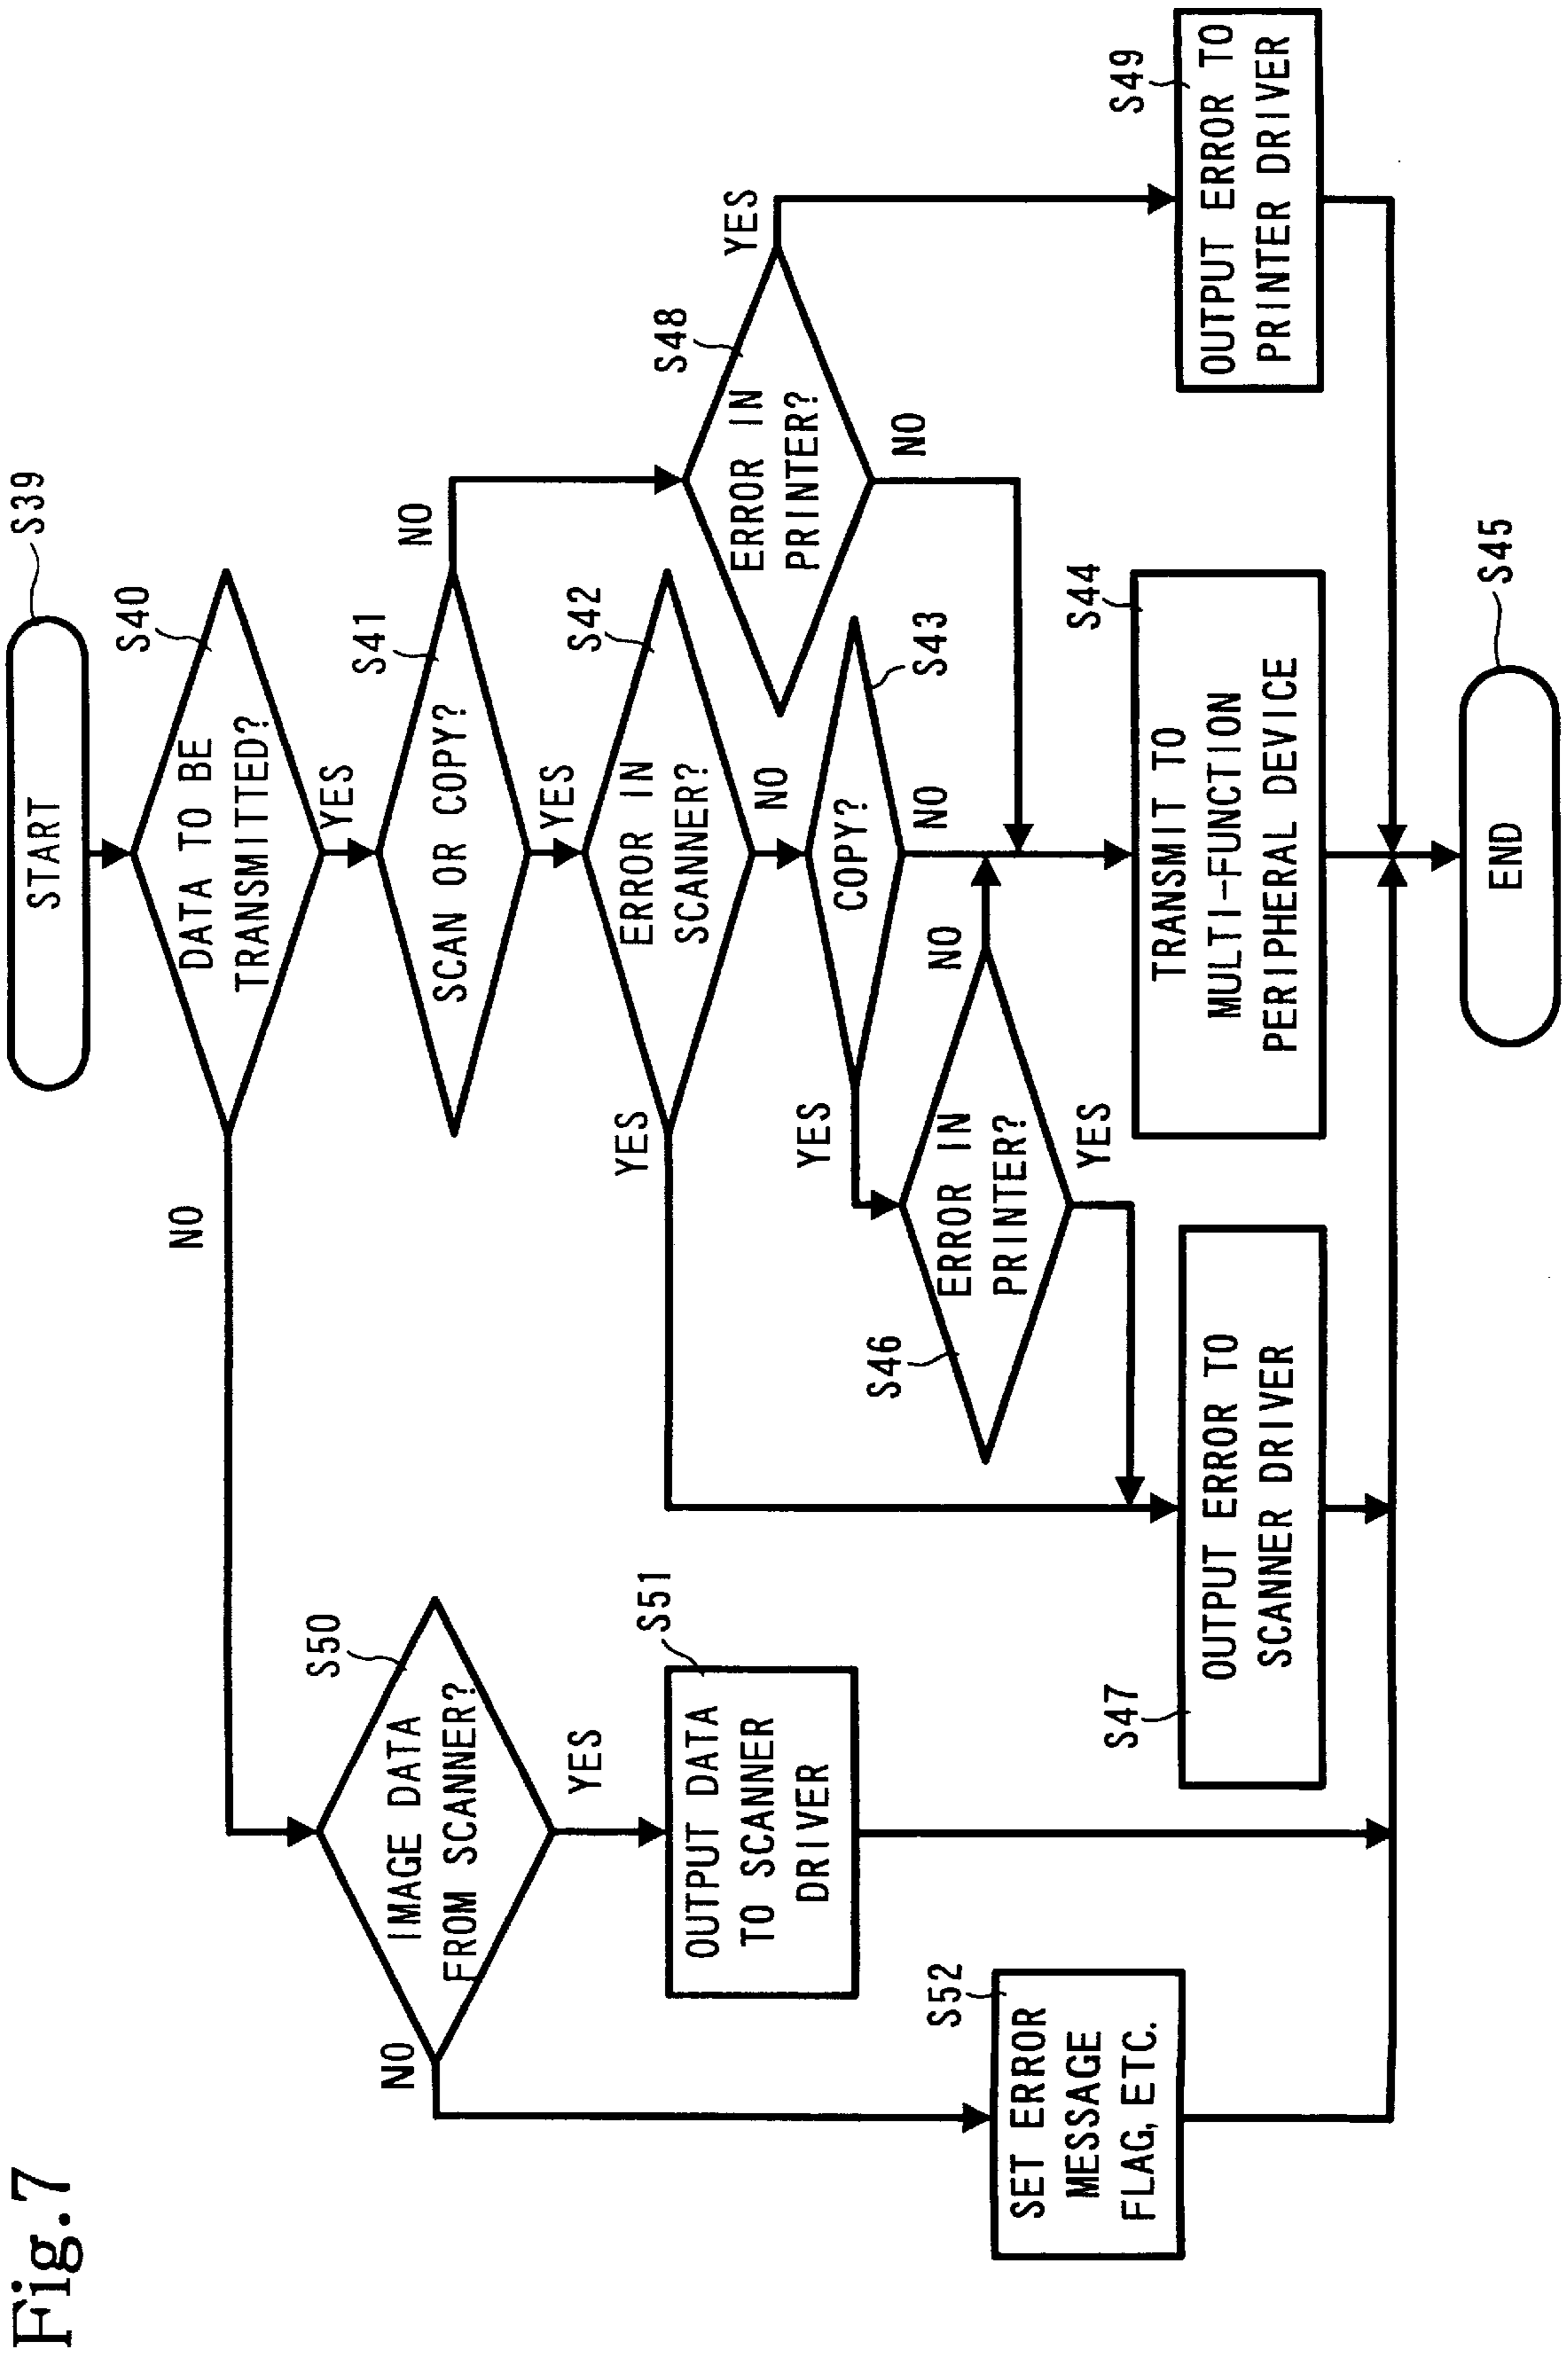 Fig.7
START
S39
DATA TO BE
TRANSMITTED?
S40
NO
YES
SCAN OR COPY?
S41
NO
YES
ERROR IN
SCANNER?
S42
YES
NO
COPY?
S43
YES
NO
ERROR IN
PRINTER?
S46
NO
YES
ERROR IN
PRINTER?
S48
YES
NO
IMAGE DATA
FROM SCANNER?
S50
NO
YES
OUTPUT DATA
TO SCANNER
DRIVER
S51
SET ERROR
MESSAGE
FLAG, ETC.
S52
OUTPUT ERROR TO
SCANNER DRIVER
S47
TRANSMIT TO
MULTI-FUNCTION
PERIPHERAL DEVICE
S44
OUTPUT ERROR TO
PRINTER DRIVER
S49
END
S45